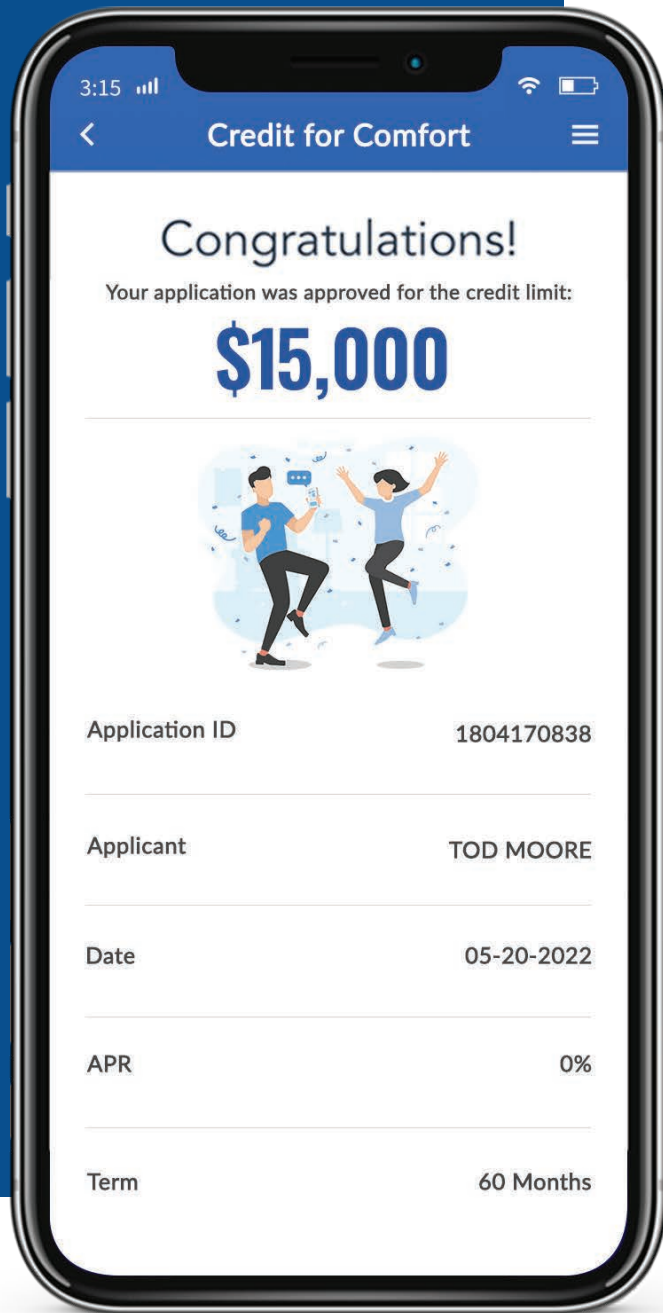 3:15
Credit for Comfort
Congratulations!
Your application was approved for the credit limit:
$15,000
Application ID 1804170838
Applicant TOD MOORE
Date 05-20-2022
APR 0%
Term 60 Months